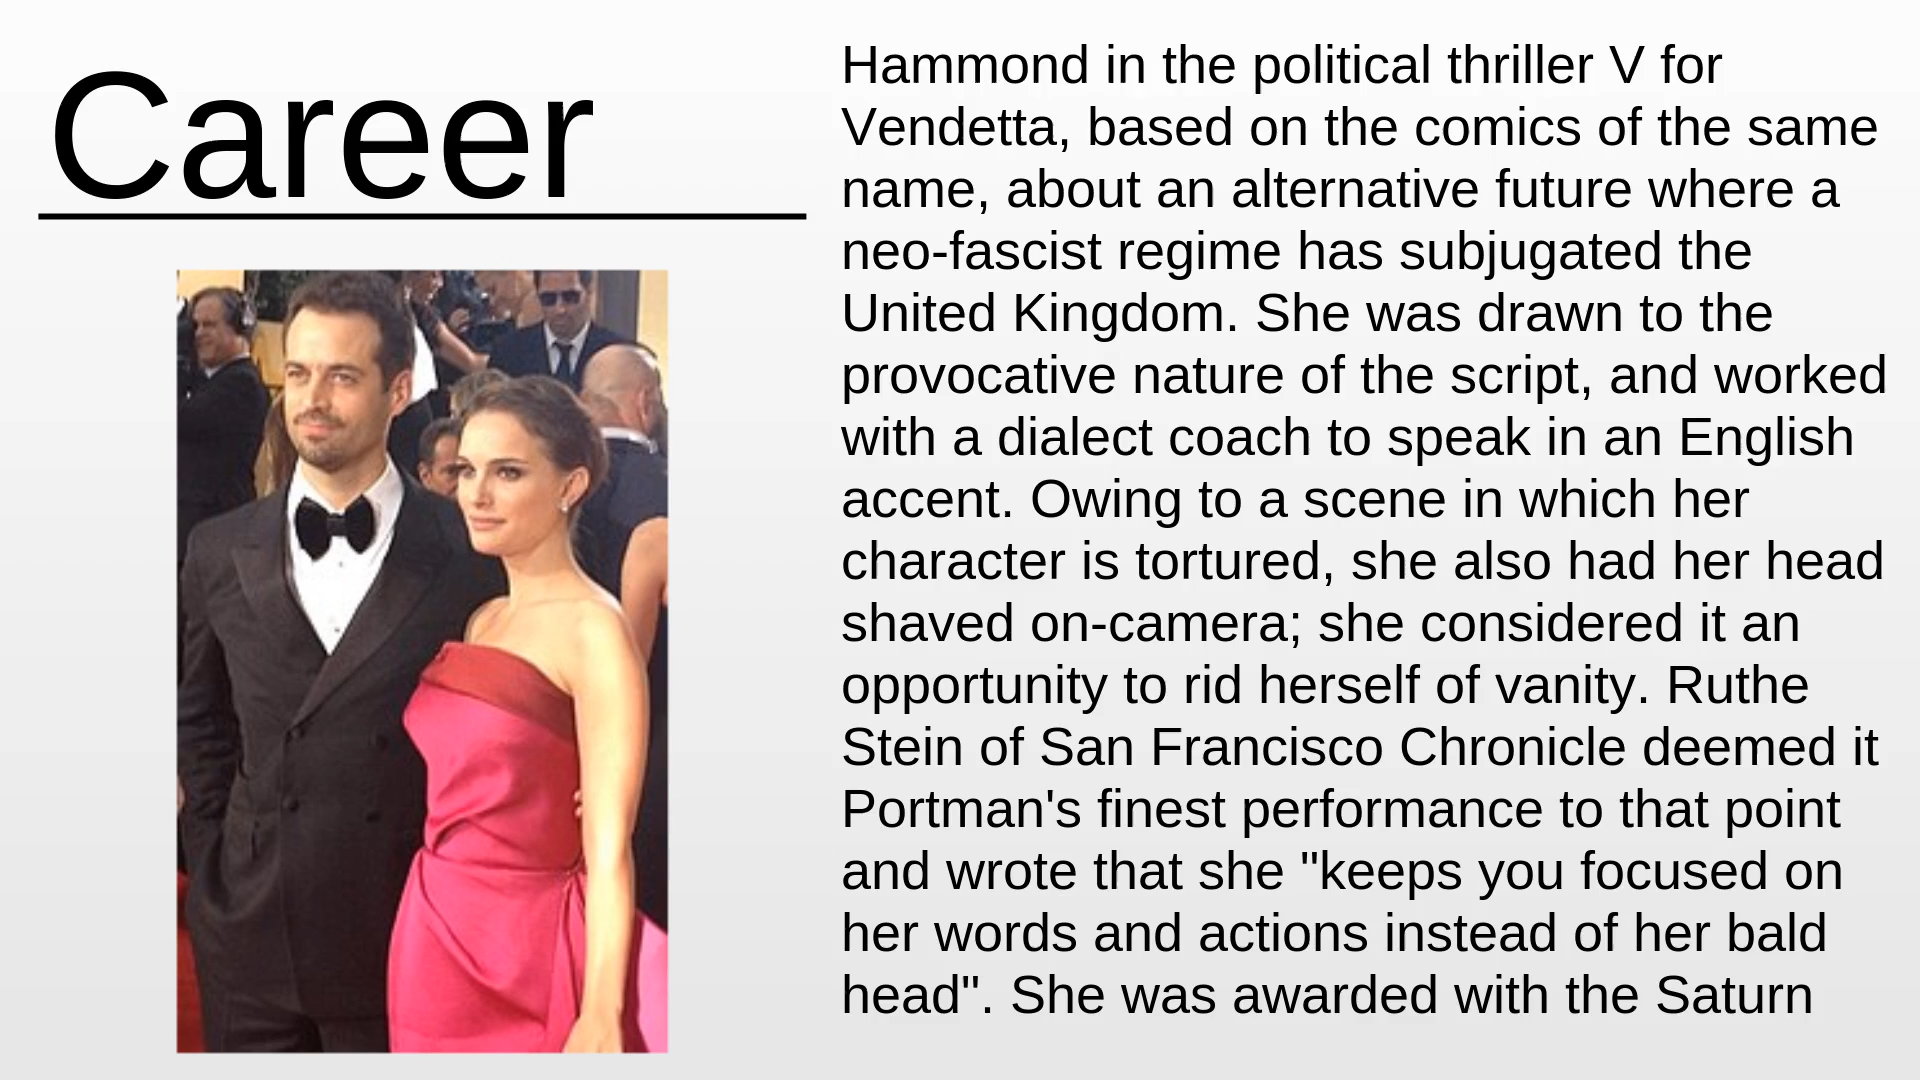 Career
Hammond in the political thriller V for
Vendetta, based on the comics of the same
name, about an alternative future where a
neo-fascist regime has subjugated the
United Kingdom. She was drawn to the
provocative nature of the script, and worked
with a dialect coach to speak in an English
accent. Owing to a scene in which her
character is tortured, she also had her head
shaved on-camera; she considered it an
opportunity to rid herself of vanity. Ruthe
Stein of San Francisco Chronicle deemed it
Portman's finest performance to that point
and wrote that she "keeps you focused on
her words and actions instead of her bald
head". She was awarded with the Saturn